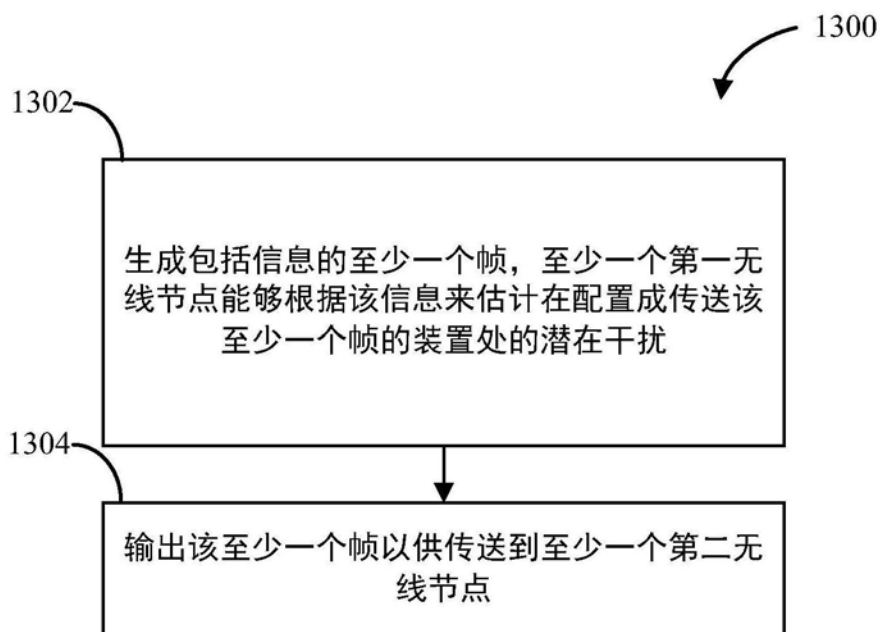 1300
1302
生成包括信息的至少一个帧，至少一个第一无
线节点能够根据该信息来估计在配置成传送该
至少一个帧的装置处的潜在干扰
1304
输出该至少一个帧以供传送到至少一个第二无
线节点